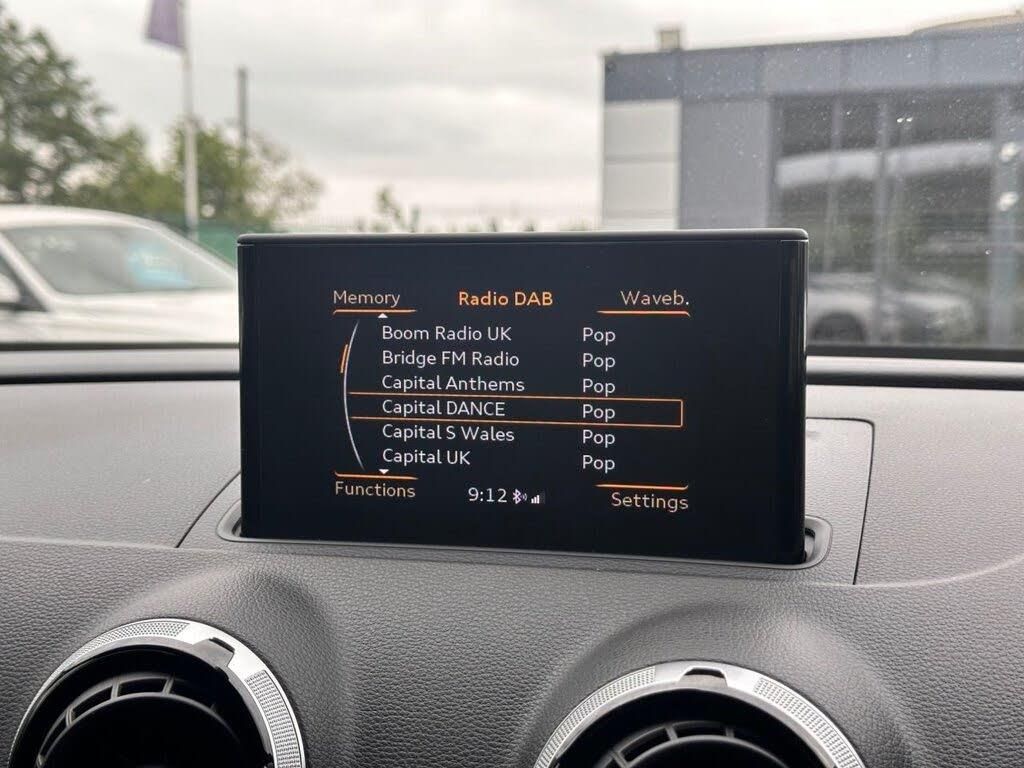 Memory Radio DAB Waveb.
Boom Radio UK Pop
Bridge FM Radio Pop
Capital Anthems Pop
Capital DANCE Pop
Capital S Wales Pop
Capital UK Pop
Functions 9:12 Settings